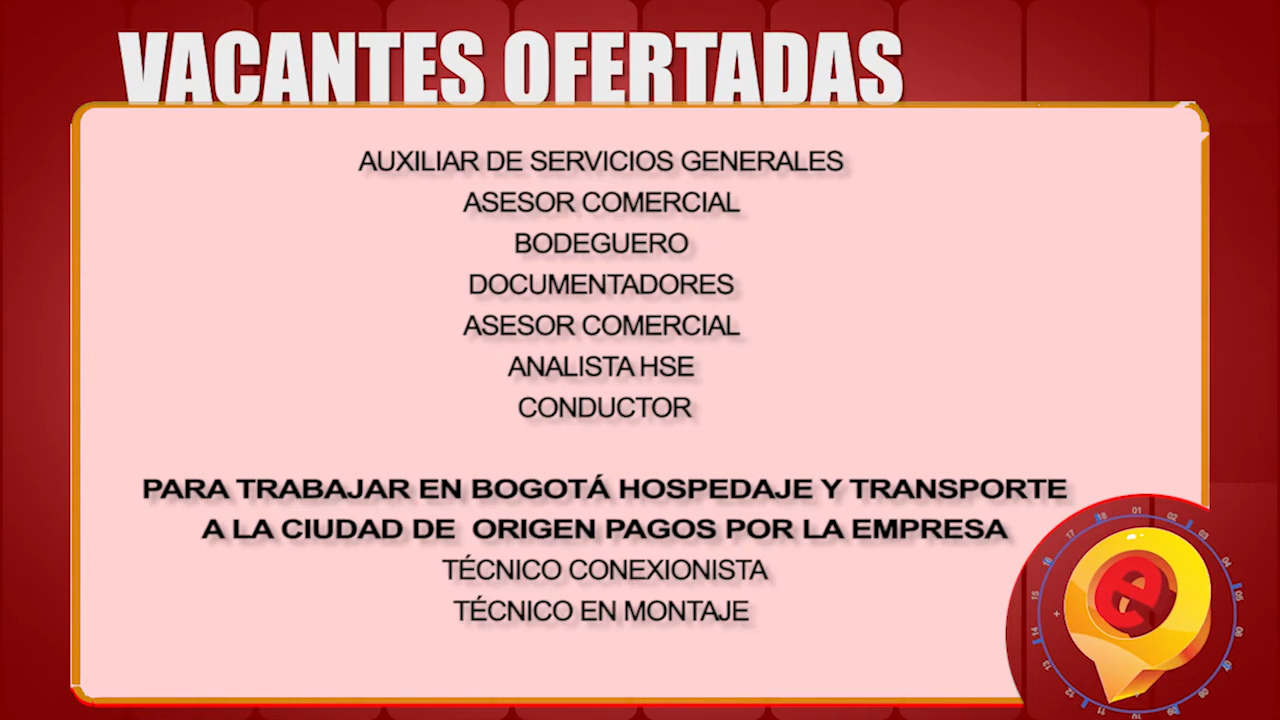 VACANTES OFERTADAS
AUXILIAR DE SERVICIOS GENERALES
ASESOR COMERCIAL
BODEGUERO
DOCUMENTADORES
ASESOR COMERCIAL
ANALISTA HSE
CONDUCTOR
PARA TRABAJAR EN BOGOTÁ HOSPEDAJE Y TRANSPORTE
A LA CIUDAD DE ORIGEN PAGOS POR LA EMPRESA
TÉCNICO CONEXIONISTA
TÉCNICO EN MONTAJE
e